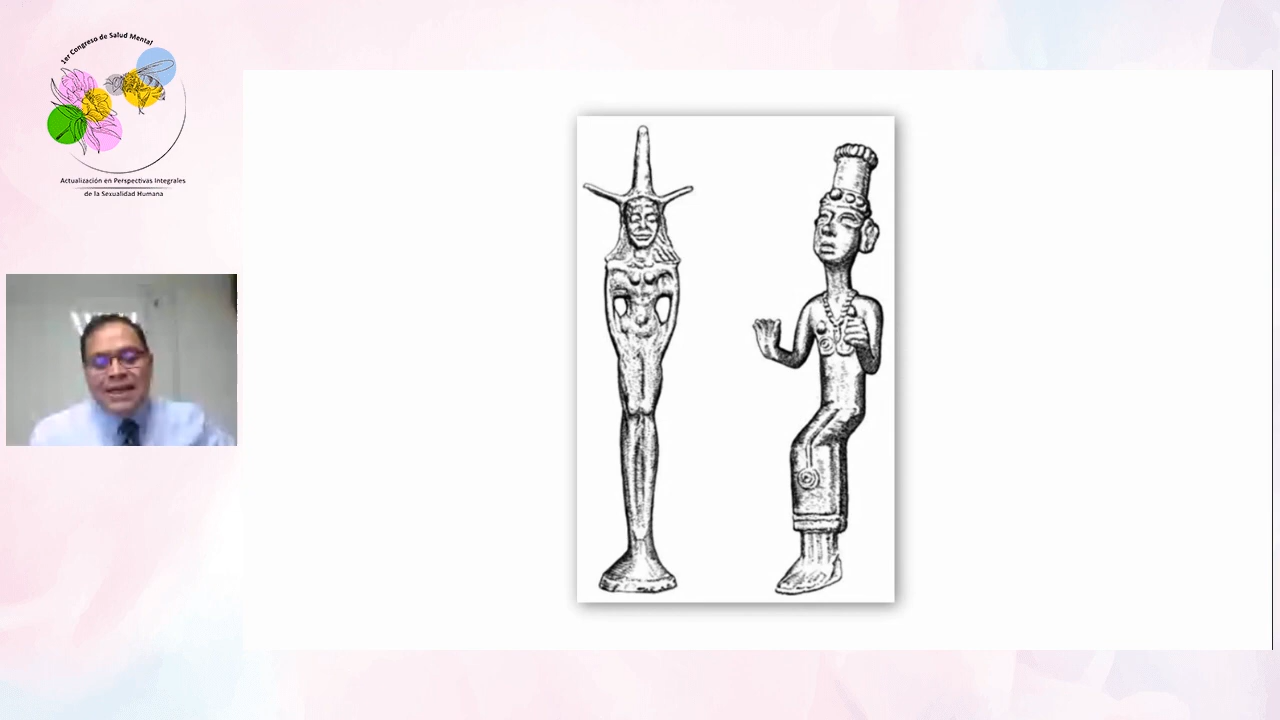 1er Congreso de Salud Mental
Actualización en Perspectivas Integrales
de la Sexualidad Humana